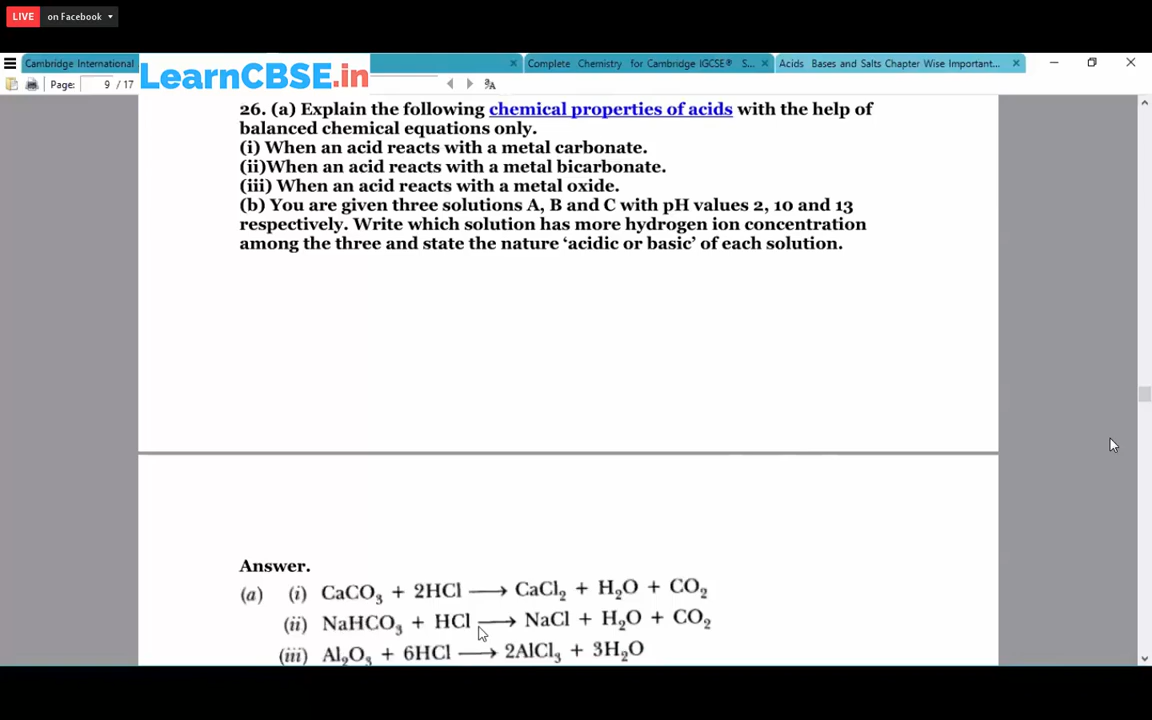 LIVE on Facebook
Cambridge International
Complete Chemistry for Cambridge IGCSE® S...
Acids Bases and Salts Chapter Wise Important...
Page: 9 / 17
LearnCBSE.in
26. (a) Explain the following chemical properties of acids with the help of
balanced chemical equations only.
(i) When an acid reacts with a metal carbonate.
(ii)When an acid reacts with a metal bicarbonate.
(iii) When an acid reacts with a metal oxide.
(b) You are given three solutions A, B and C with pH values 2, 10 and 13
respectively. Write which solution has more hydrogen ion concentration
among the three and state the nature ‘acidic or basic’ of each solution.
Answer.
(a) (i) CaCO₃ + 2HCl ⟶ CaCl₂ + H₂O + CO₂
(ii) NaHCO₃ + HCl ⟶ NaCl + H₂O + CO₂
(iii) Al₂O₃ + 6HCl ⟶ 2AlCl₃ + 3H₂O